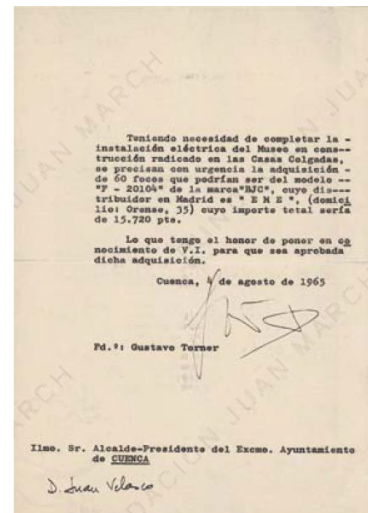 Teniendo necesidad de completar la -
instalación eléctrica del Museo en cons--
trucción radicado en las Casas Colgadas,
se precisan con urgencia la adquisición -
de 60 focos que podrían ser del modelo --
"F - 20104" de la marca"BJC", cuyo dis---
tribuidor en Madrid es " E M E ", (domici
lio: Orense, 35) cuyo importe total sería
de 15.720 pts.
Lo que tengo el honor de poner en co
nocimiento de V.I. para que sea aprobada
dicha adquisición.
Cuenca, 4 de agosto de 1965
Fd.º: Gustavo Torner
Ilmo. Sr. Alcalde-Presidente del Excmo. Ayuntamiento
de CUENCA
D. Juan Velasco
FUNDACIÓN JUAN MARCH